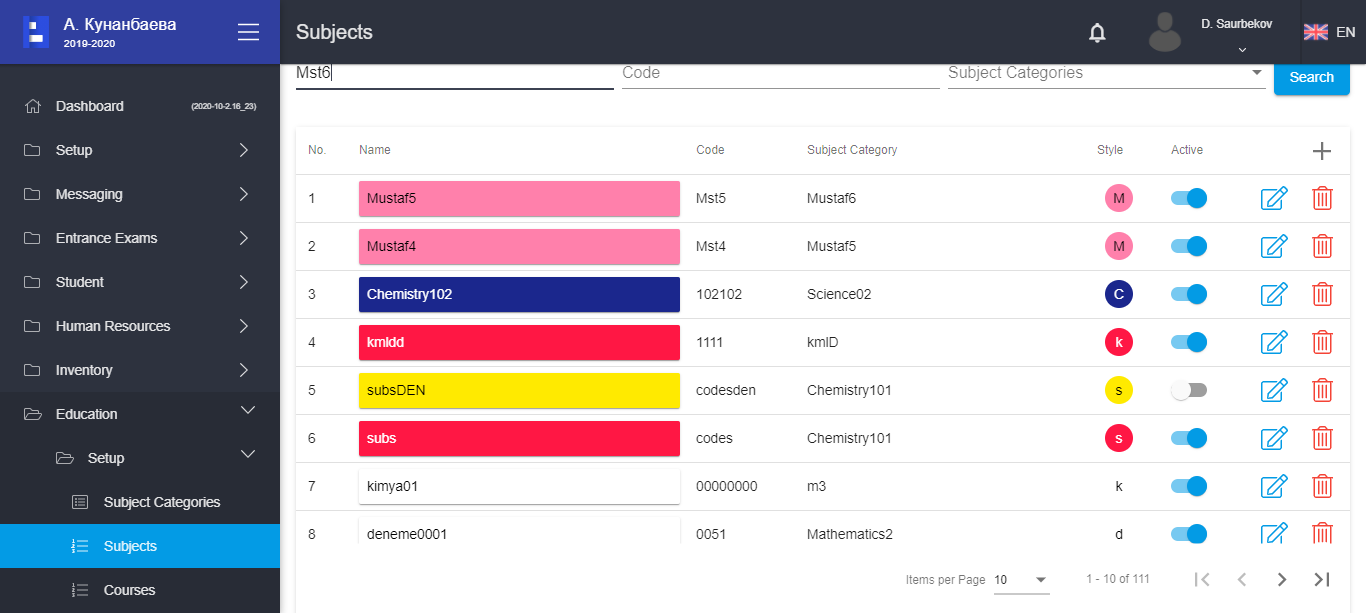 А. Кунанбаева
2019-2020
Subjects
D. Saurbekov
EN
Dashboard
(2020-10-2.16_23)
Setup
Messaging
Entrance Exams
Student
Human Resources
Inventory
Education
Setup
Subject Categories
Subjects
Courses
Mst6
Code
Subject Categories
Search
No. Name Code Subject Category Style Active
1 Mustaf5 Mst5 Mustaf6 M
2 Mustaf4 Mst4 Mustaf5 M
3 Chemistry102 102102 Science02 C
4 kmldd 1111 kmlD k
5 subsDEN codesden Chemistry101 s
6 subs codes Chemistry101 s
7 kimya01 00000000 m3 k
8 deneme0001 0051 Mathematics2 d
Items per Page 10 1 - 10 of 111